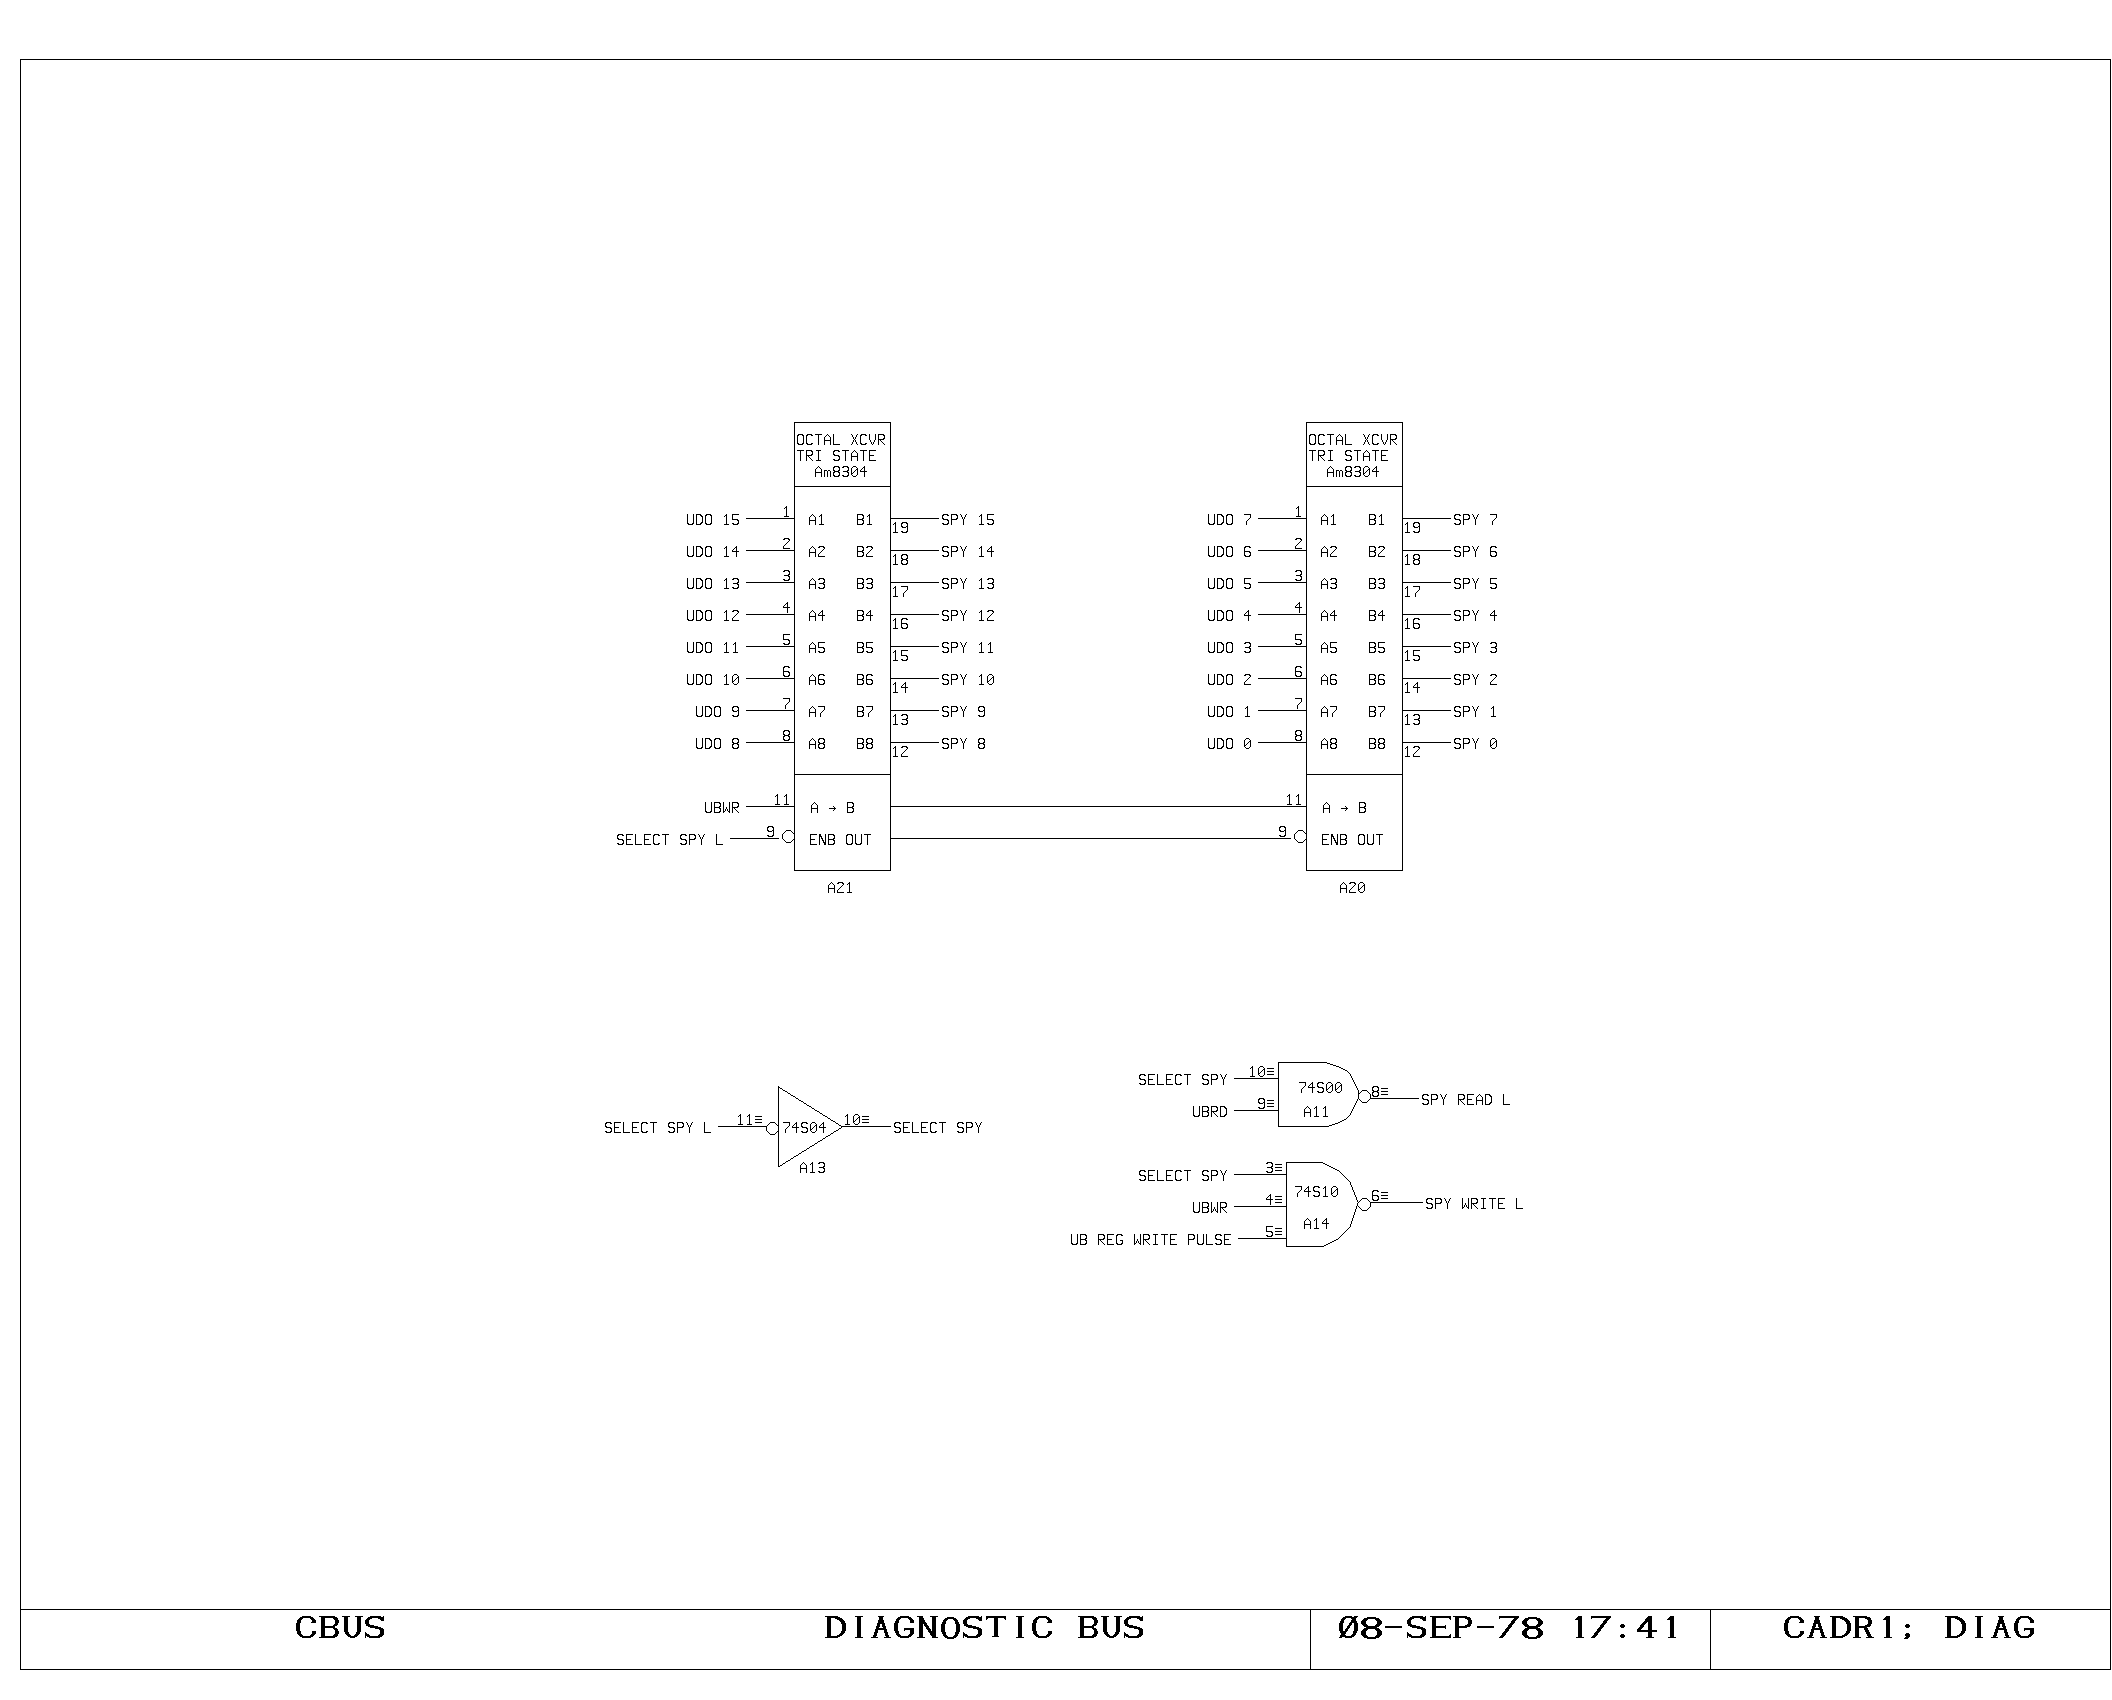 OCTAL XCVR
TRI STATE
Am8304
UDO 15 1 A1 B1 19 SPY 15
UDO 14 2 A2 B2 18 SPY 14
UDO 13 3 A3 B3 17 SPY 13
UDO 12 4 A4 B4 16 SPY 12
UDO 11 5 A5 B5 15 SPY 11
UDO 10 6 A6 B6 14 SPY 10
UDO 9 7 A7 B7 13 SPY 9
UDO 8 8 A8 B8 12 SPY 8
UBWR 11 A → B
SELECT SPY L 9 ENB OUT
A21
OCTAL XCVR
TRI STATE
Am8304
UDO 7 1 A1 B1 19 SPY 7
UDO 6 2 A2 B2 18 SPY 6
UDO 5 3 A3 B3 17 SPY 5
UDO 4 4 A4 B4 16 SPY 4
UDO 3 5 A5 B5 15 SPY 3
UDO 2 6 A6 B6 14 SPY 2
UDO 1 7 A7 B7 13 SPY 1
UDO 0 8 A8 B8 12 SPY 0
11 A → B
9 ENB OUT
A20
SELECT SPY L 11≡ 74S04 10≡ SELECT SPY
A13
SELECT SPY 10≡ 74S00 8≡ SPY READ L
UBRD 9≡ A11
SELECT SPY 3≡ 74S10
UBWR 4≡ 6≡ SPY WRITE L
A14
UB REG WRITE PULSE 5≡
CBUS DIAGNOSTIC BUS Ø8-SEP-78 17:41 CADR1; DIAG